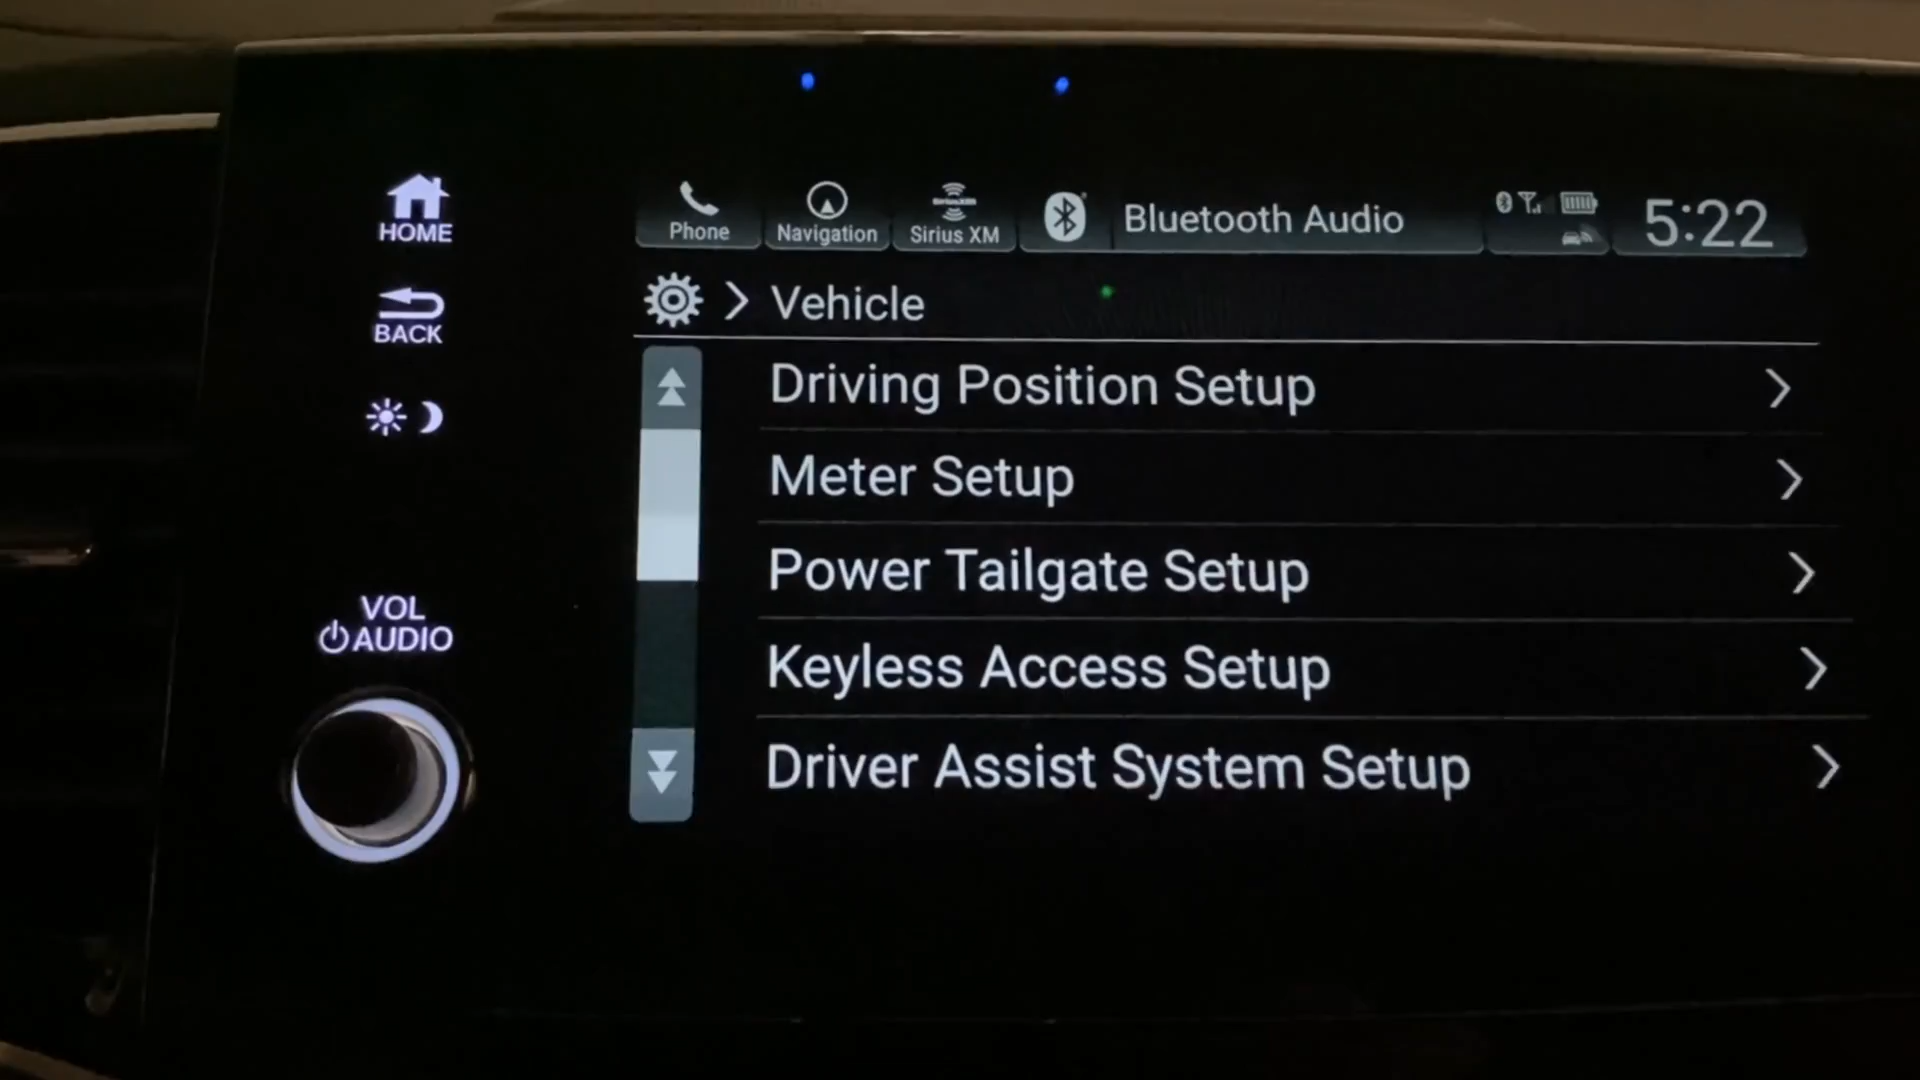 HOME
BACK
VOL
AUDIO
Phone
Navigation
Sirius XM
Bluetooth Audio
5:22
Vehicle
Driving Position Setup
Meter Setup
Power Tailgate Setup
Keyless Access Setup
Driver Assist System Setup